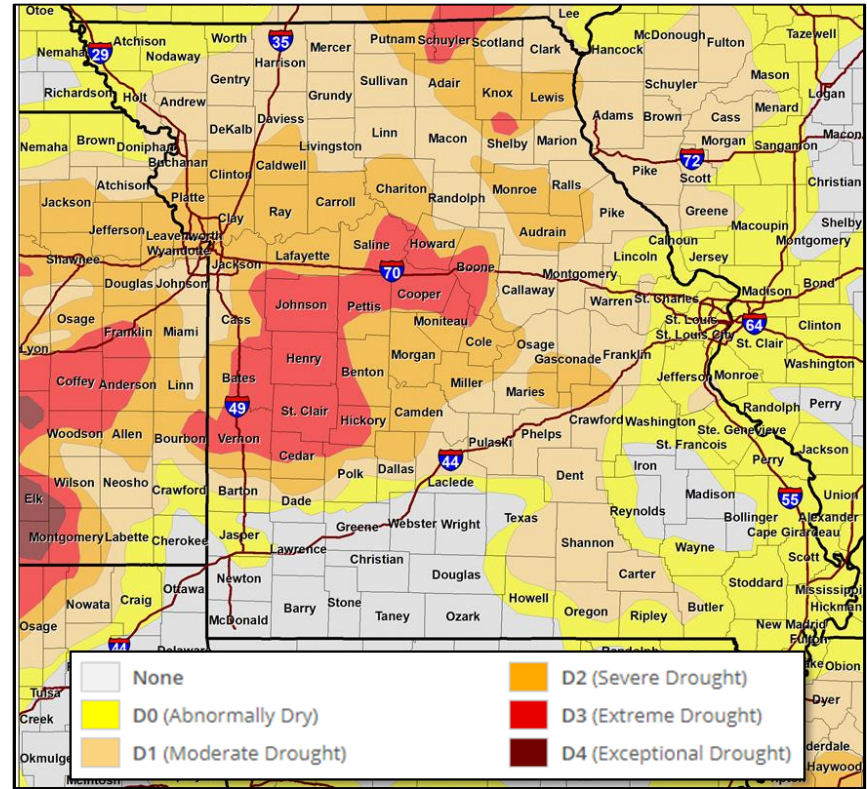 Otoe
Lee
Nemaha
29
Atchison
Worth
35
Mercer
Putnam
Schuyler
Scotland
Clark
Hancock
McDonough
Fulton
Tazewell
Nodaway
Harrison
Gentry
Sullivan
Adair
Knox
Lewis
Schuyler
Mason
Logan
Richardson
Holt
Andrew
Grundy
Adams
Brown
Cass
Menard
DeKalb
Daviess
Linn
Macon
Shelby
Marion
Morgan
Sangamon
Macon
Nemaha
Brown
Doniphan
Buchanan
Caldwell
Livingston
72
Clinton
Chariton
Monroe
Ralls
Pike
Scott
Christian
Atchison
Platte
Clay
Ray
Carroll
Randolph
Pike
Greene
Jackson
Jefferson
Leavenworth
Wyandotte
Saline
Howard
Audrain
Macoupin
Shelby
Montgomery
Shawnee
Jackson
Lafayette
70
Boone
Montgomery
Lincoln
Calhoun
Jersey
Douglas
Johnson
Johnson
Pettis
Cooper
Callaway
Warren
St. Charles
Madison
Bond
Osage
Franklin
Miami
Cass
Moniteau
Cole
Osage
Gasconade
Franklin
St. Louis
St. Louis City
64
St. Clair
Clinton
Lyon
Coffey
Anderson
Linn
Bates
Henry
Benton
Morgan
Miller
Maries
Jefferson
Monroe
Washington
49
St. Clair
Hickory
Camden
Crawford
Washington
Randolph
Perry
Woodson
Allen
Bourbon
Vernon
Pulaski
Phelps
St. Francois
Ste. Genevieve
Cedar
Polk
Dallas
44
Laclede
Dent
Iron
Perry
Jackson
Wilson
Neosho
Crawford
Barton
Dade
Texas
Reynolds
Madison
55
Union
Elk
Bollinger
Alexander
Montgomery
Labette
Cherokee
Jasper
Greene
Webster
Wright
Shannon
Wayne
Cape Girardeau
Lawrence
Christian
Douglas
Carter
Scott
Nowata
Craig
Ottawa
Newton
Barry
Stone
Taney
Ozark
Howell
Oregon
Ripley
Butler
Stoddard
Mississippi
Hickman
Osage
McDonald
New Madrid
Fulton
44
Delaware
Randolph
Lake
Obion
Tulsa
Creek
Dyer
Okmulgee
McIntosh
Haywood
None
D0 (Abnormally Dry)
D1 (Moderate Drought)
D2 (Severe Drought)
D3 (Extreme Drought)
D4 (Exceptional Drought)